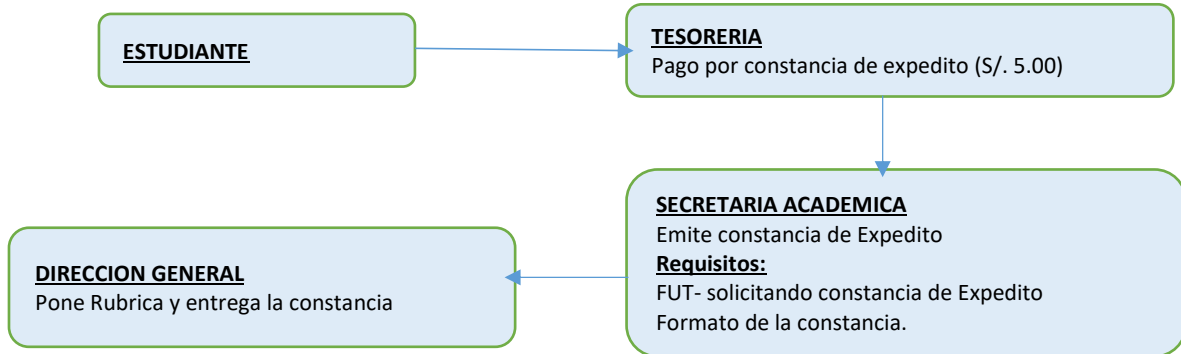 ESTUDIANTE
TESORERIA
Pago por constancia de expedito (S/. 5.00)
SECRETARIA ACADEMICA
Emite constancia de Expedito
Requisitos:
FUT- solicitando constancia de Expedito
Formato de la constancia.
DIRECCION GENERAL
Pone Rubrica y entrega la constancia